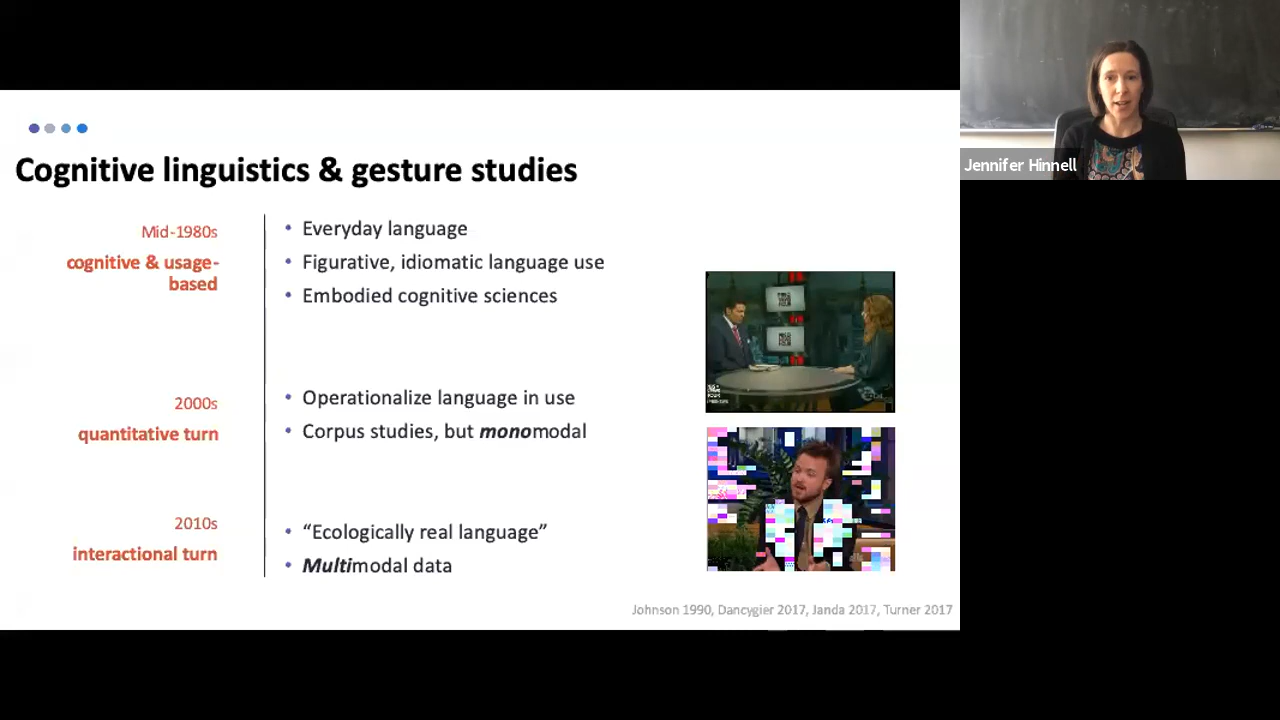 Cognitive linguistics & gesture studies
Mid-1980s
cognitive & usage-
based
• Everyday language
• Figurative, idiomatic language use
• Embodied cognitive sciences
2000s
quantitative turn
• Operationalize language in use
• Corpus studies, but monomodal
2010s
interactional turn
• “Ecologically real language”
• Multimodal data
Johnson 1990, Dancygier 2017, Janda 2017, Turner 2017
Jennifer Hinnell